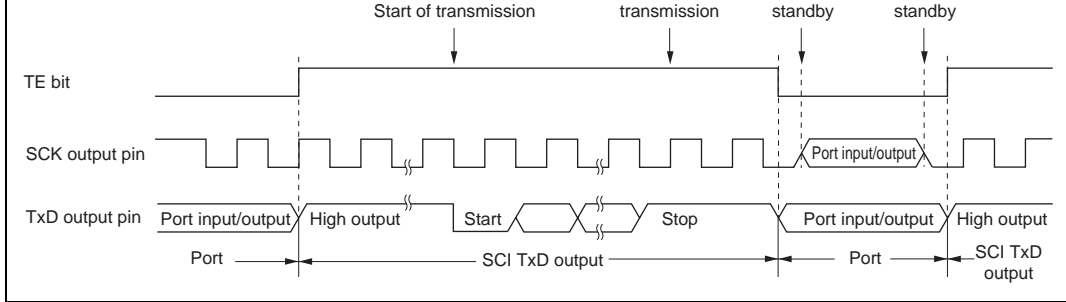 Start of transmission transmission standby standby
TE bit
SCK output pin Port input/output
TxD output pin Port input/output High output Start Stop Port input/output High output
Port SCI TxD output Port SCI TxD
output